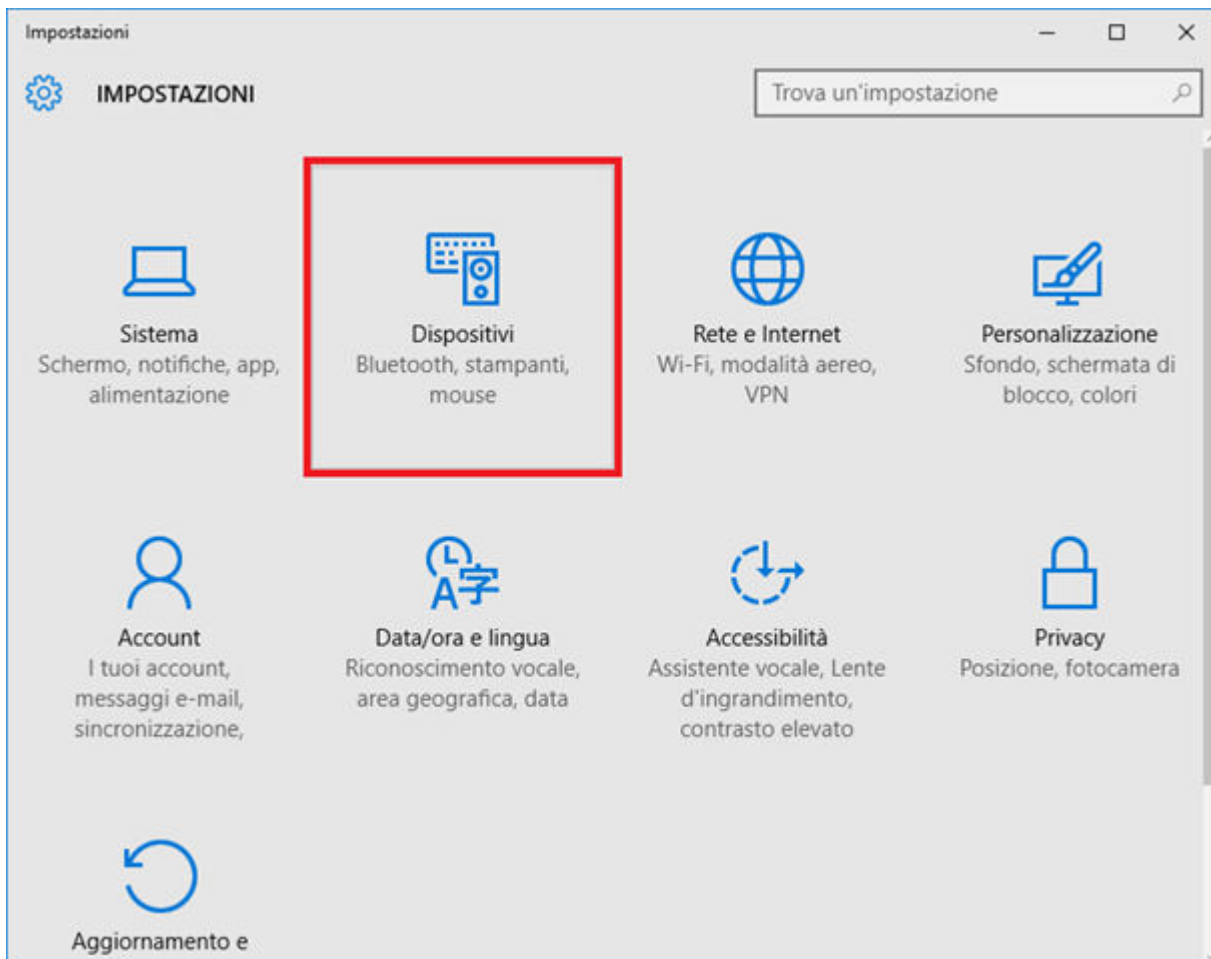 Impostazioni
IMPOSTAZIONI
Trova un'impostazione
Sistema
Schermo, notifiche, app,
alimentazione
Dispositivi
Bluetooth, stampanti,
mouse
Rete e Internet
Wi-Fi, modalità aereo,
VPN
Personalizzazione
Sfondo, schermata di
blocco, colori
Account
I tuoi account,
messaggi e-mail,
sincronizzazione,
Data/ora e lingua
Riconoscimento vocale,
area geografica, data
Accessibilità
Assistente vocale, Lente
d'ingrandimento,
contrasto elevato
Privacy
Posizione, fotocamera
Aggiornamento e